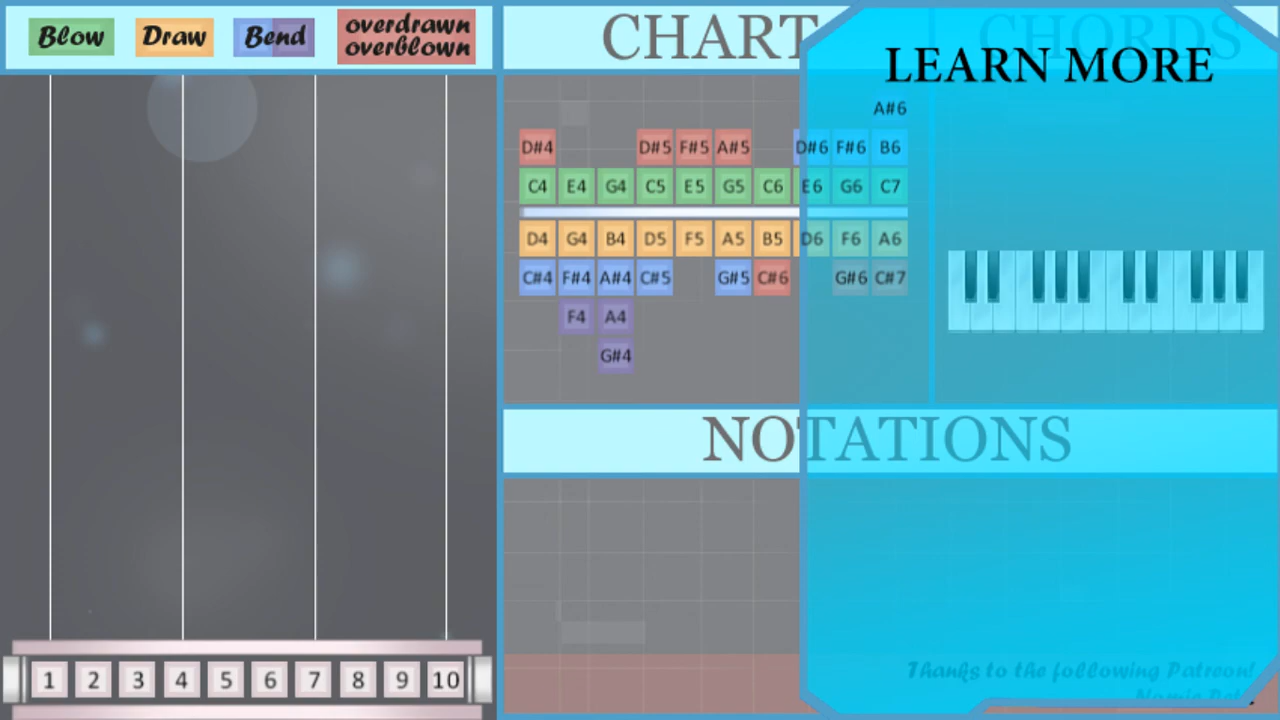 Blow Draw Bend overdrawn overblown
CHART CHORDS
LEARN MORE
A#6
D#4 D#5 F#5 A#5 D#6 F#6 B6
C4 E4 G4 C5 E5 G5 C6 E6 G6 C7
D4 G4 B4 D5 F5 A5 B5 D6 F6 A6
C#4 F#4 A#4 C#5 G#5 C#6 G#6 C#7
F4 A4
G#4
NOTATIONS
Thanks to the following Patreon!
1 2 3 4 5 6 7 8 9 10